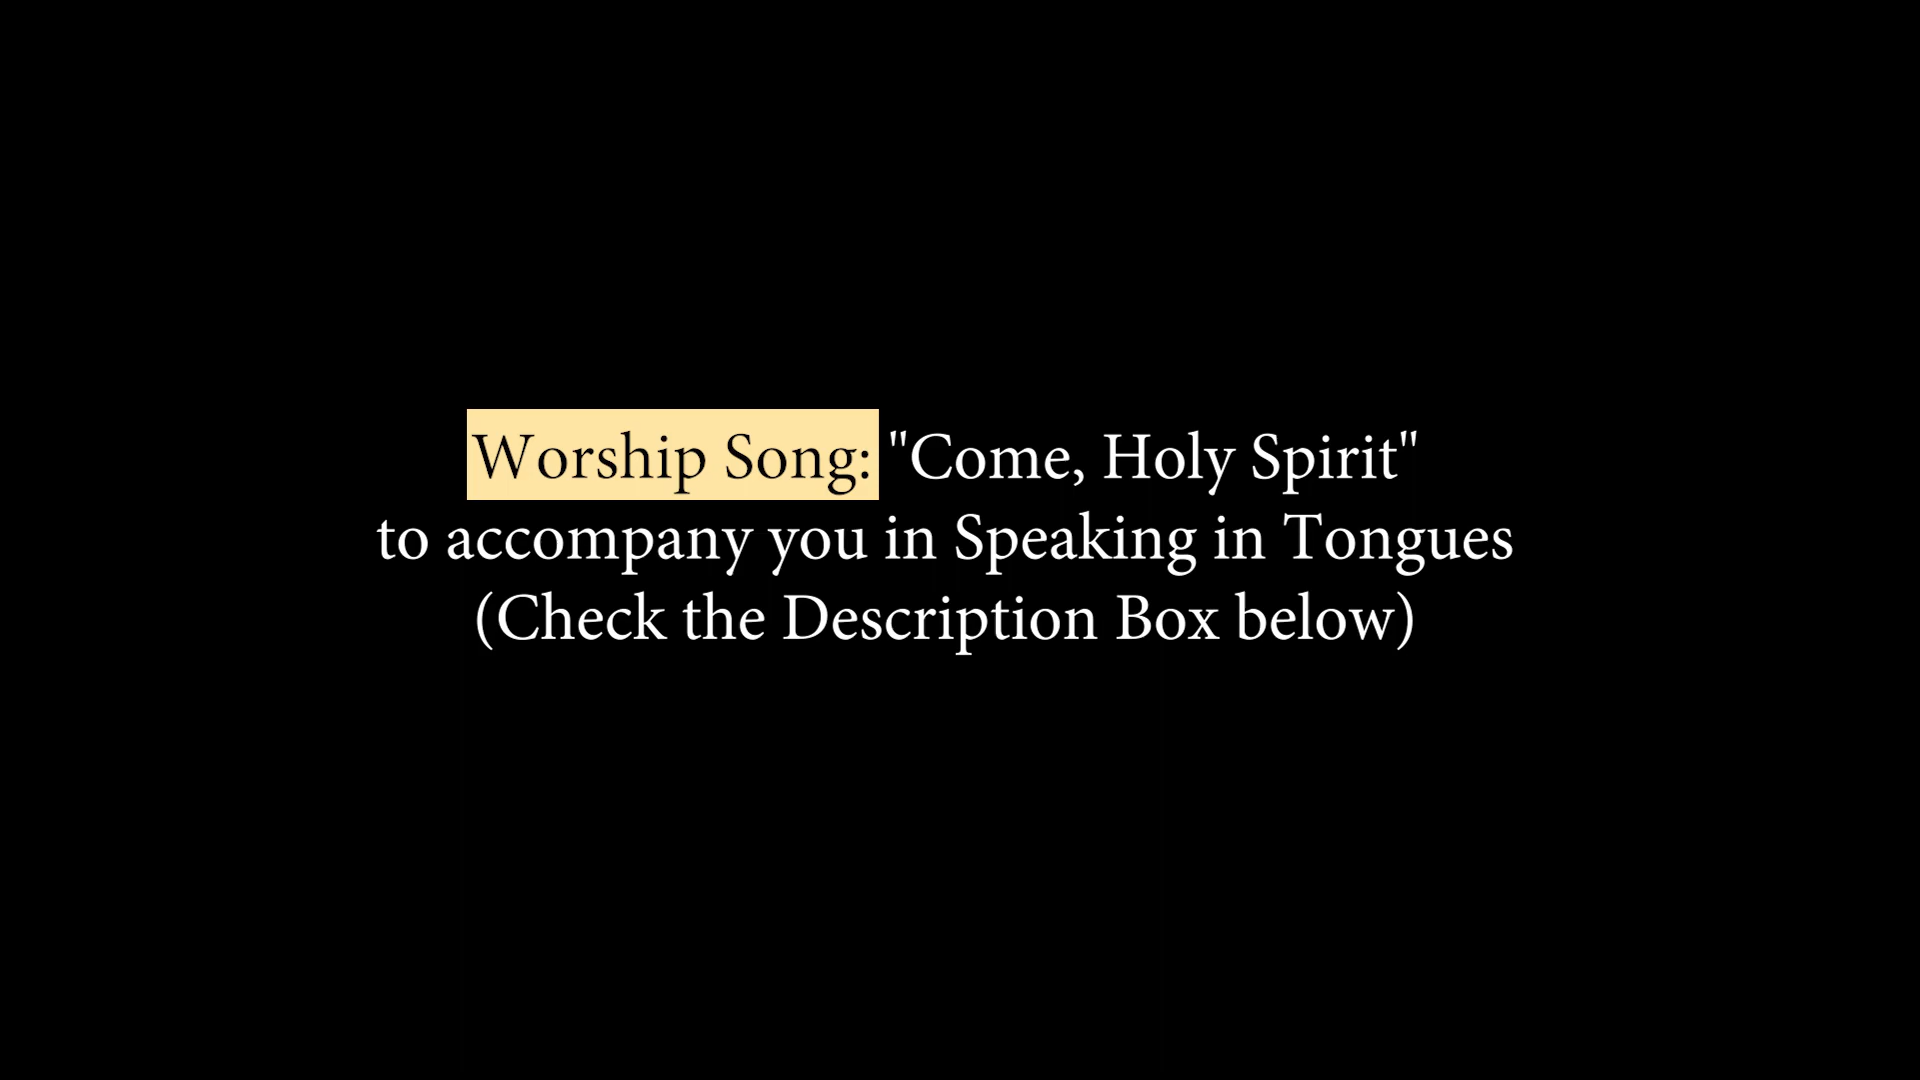 Worship Song: "Come, Holy Spirit"
to accompany you in Speaking in Tongues
(Check the Description Box below)